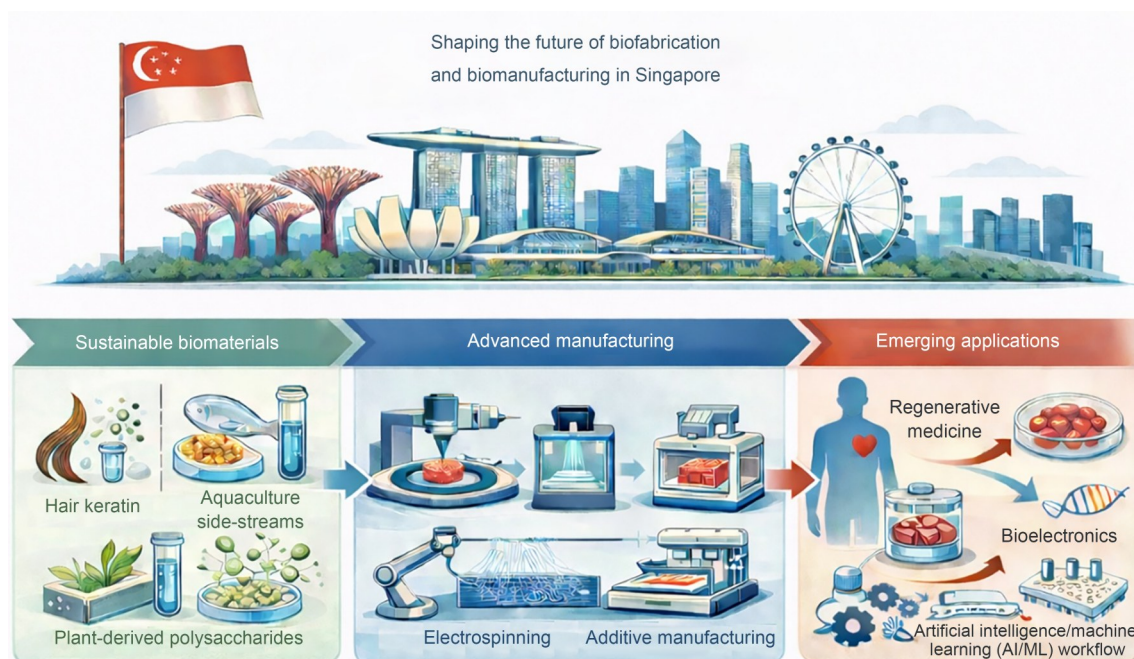 Shaping the future of biofabrication
and biomanufacturing in Singapore
Sustainable biomaterials
Advanced manufacturing
Emerging applications
Hair keratin
Aquaculture
side-streams
Plant-derived polysaccharides
Electrospinning
Additive manufacturing
Regenerative
medicine
Bioelectronics
Artificial intelligence/machine
learning (AI/ML) workflow